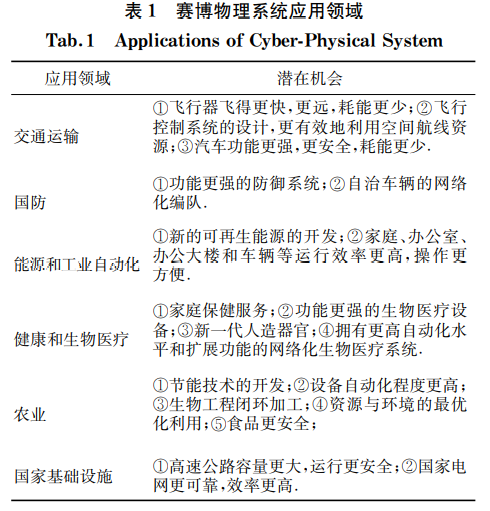 表 1 赛博物理系统应用领域
Tab. 1 Applications of Cyber-Physical System
应用领域 潜在机会
交通运输 ①飞行器飞得更快,更远,耗能更少;②飞行
控制系统的设计,更有效地利用空间航线资
源;③汽车功能更强,更安全,耗能更少.
国防 ①功能更强的防御系统;②自治车辆的网络
化编队.
能源和工业自动化 ①新的可再生能源的开发;②家庭、办公室、
办公大楼和车辆等运行效率更高,操作更
方便.
健康和生物医疗 ①家庭保健服务;②功能更强的生物医疗设
备;③新一代人造器官;④拥有更高自动化水
平和扩展功能的网络化生物医疗系统.
农业 ①节能技术的开发;②设备自动化程度更高;
③生物工程闭环加工;④资源与环境的最优
化利用;⑤食品更安全;
国家基础设施 ①高速公路容量更大,运行更安全;②国家电
网更可靠,效率更高.